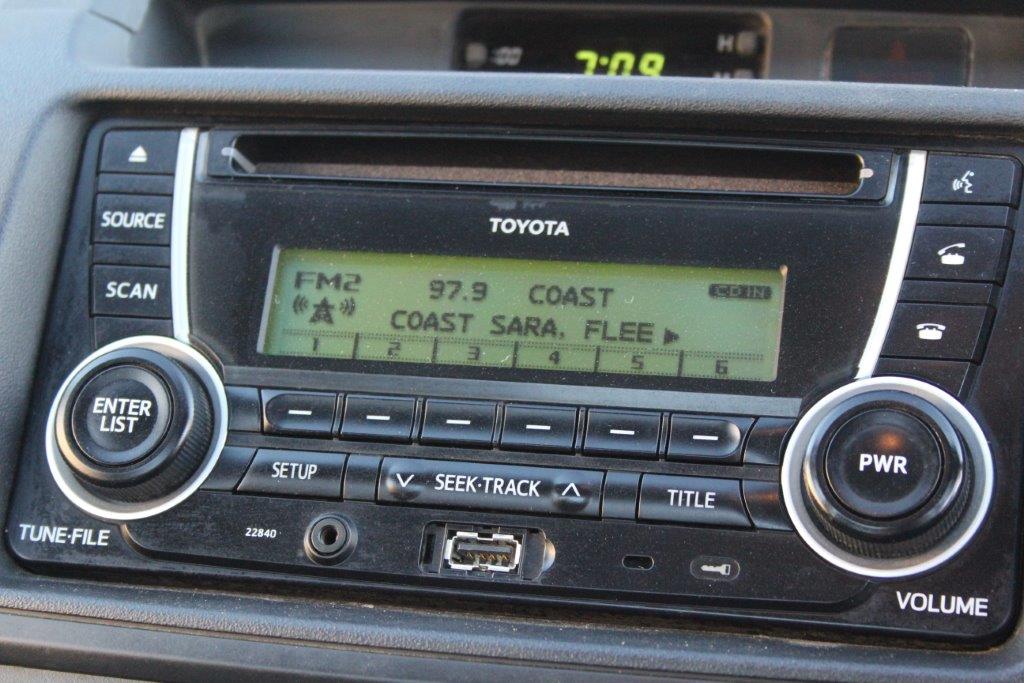 :00
7:09
H
SOURCE
SCAN
TOYOTA
FM2 97.9 COAST CD IN
COAST SARA, FLEE
1 2 3 4 5 6
ENTER
LIST
PWR
SETUP
SEEK·TRACK
TITLE
TUNE·FILE
22840
VOLUME